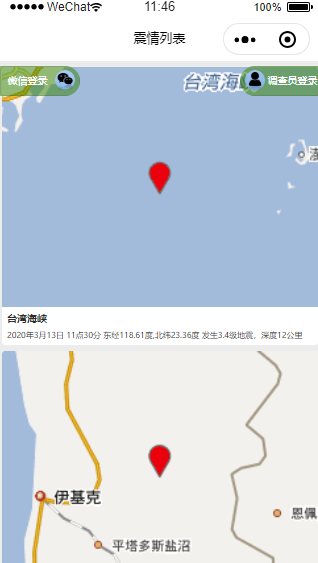 WeChat
11:46
100%
震情列表
微信登录
台湾海峡
调查员登录
澎
台湾海峡
2020年3月13日 11点30分 东经118.61度,北纬23.36度 发生3.4级地震，深度12公里
伊基克
恩佩
平塔多斯盐沼